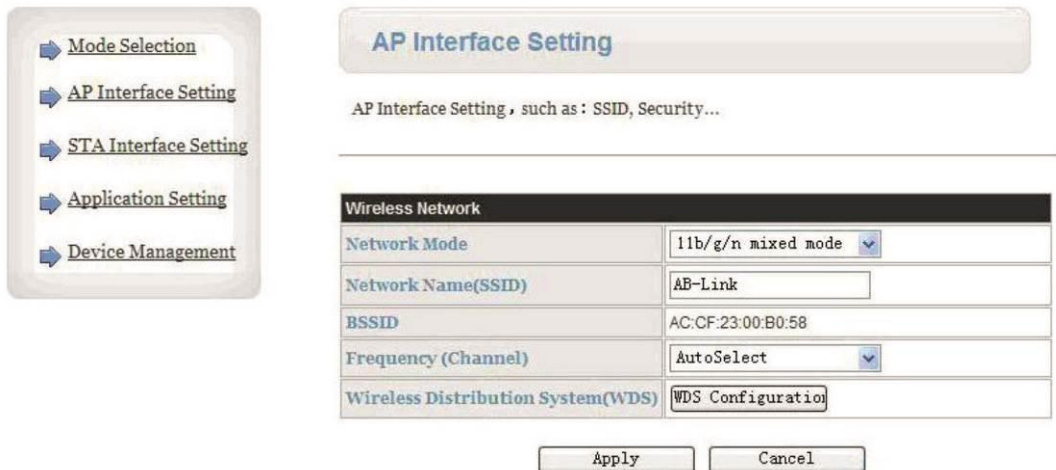 Mode Selection
AP Interface Setting
STA Interface Setting
Application Setting
Device Management
AP Interface Setting
AP Interface Setting，such as：SSID, Security...
Wireless Network
Network Mode 11b/g/n mixed mode
Network Name(SSID) AB-Link
BSSID AC:CF:23:00:B0:58
Frequency (Channel) AutoSelect
Wireless Distribution System(WDS) WDS Configuration
Apply Cancel